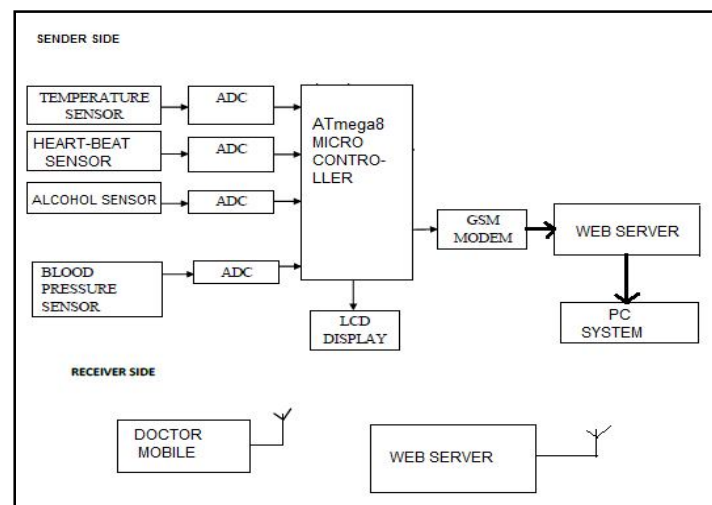 SENDER SIDE
TEMPERATURE
SENSOR
ADC
HEART-BEAT
SENSOR
ADC
ALCOHOL SENSOR
ADC
BLOOD
PRESSURE
SENSOR
ADC
ATmega8
MICRO
CONTRO-
LLER
GSM
MODEM
WEB SERVER
LCD
DISPLAY
PC
SYSTEM
RECEIVER SIDE
DOCTOR
MOBILE
WEB SERVER